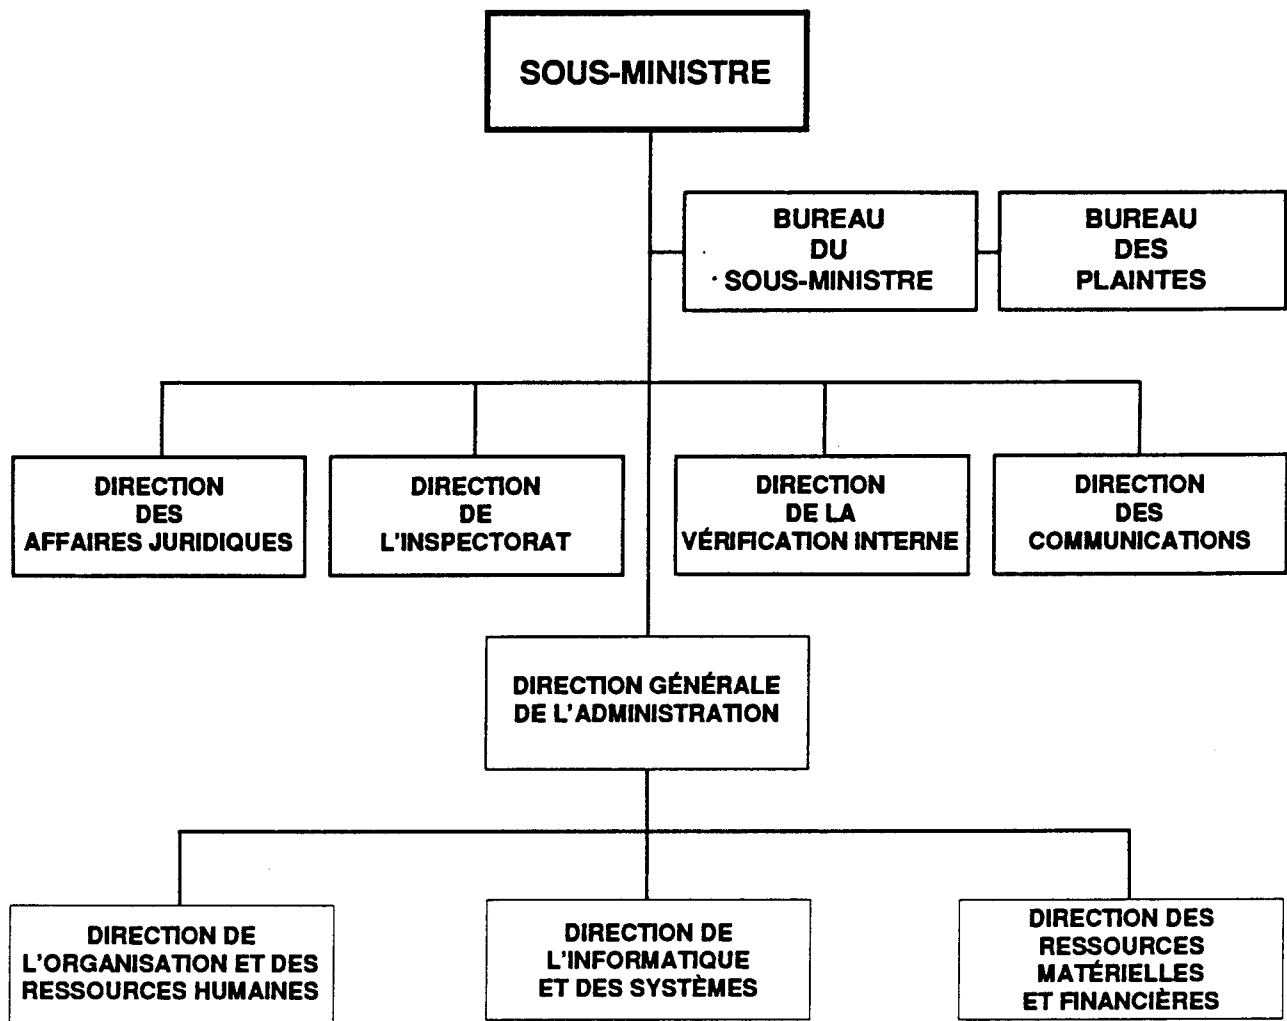 SOUS-MINISTRE
BUREAU
DU
SOUS-MINISTRE
BUREAU
DES
PLAINTES
DIRECTION
DES
AFFAIRES JURIDIQUES
DIRECTION
DE
L'INSPECTORAT
DIRECTION
DE LA
VÉRIFICATION INTERNE
DIRECTION
DES
COMMUNICATIONS
DIRECTION GÉNÉRALE
DE L'ADMINISTRATION
DIRECTION DE
L'ORGANISATION ET DES
RESSOURCES HUMAINES
DIRECTION DE
L'INFORMATIQUE
ET DES SYSTÈMES
DIRECTION DES
RESSOURCES
MATÉRIELLES
ET FINANCIÈRES